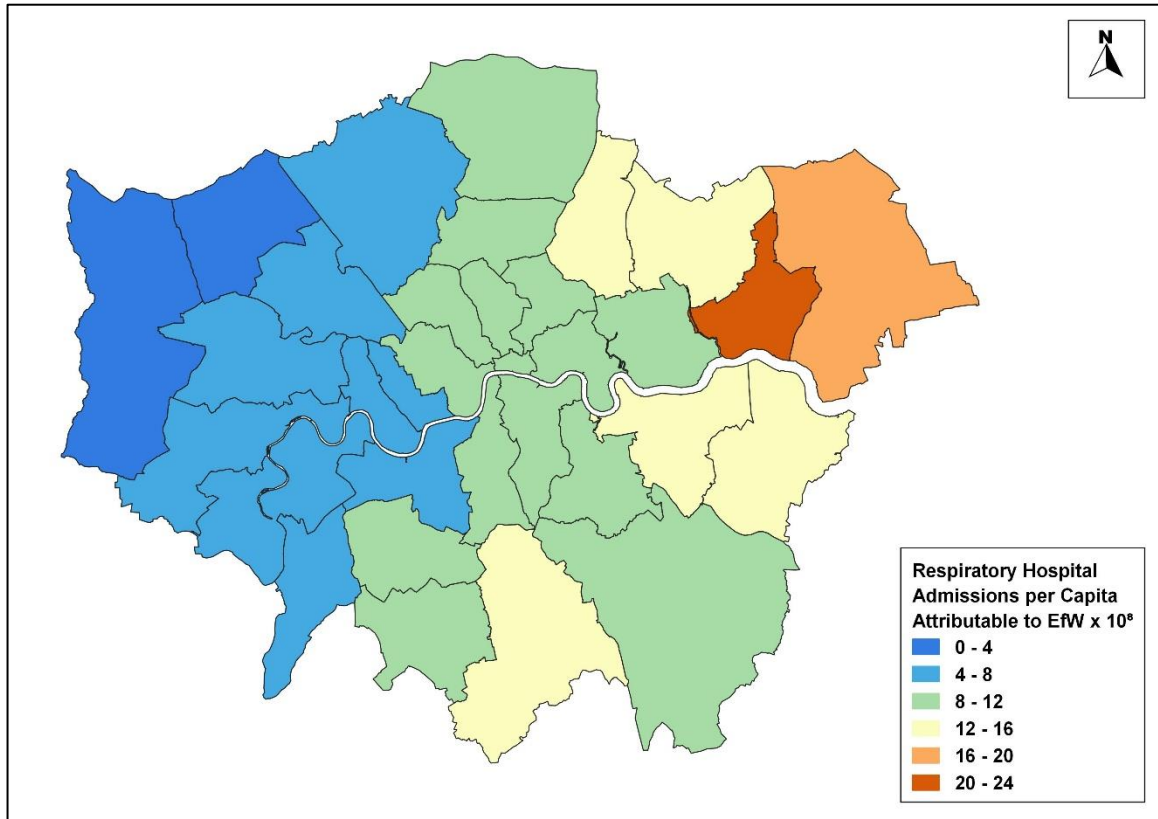 N
Respiratory Hospital
Admissions per Capita
Attributable to EfW x 10⁸
0 - 4
4 - 8
8 - 12
12 - 16
16 - 20
20 - 24